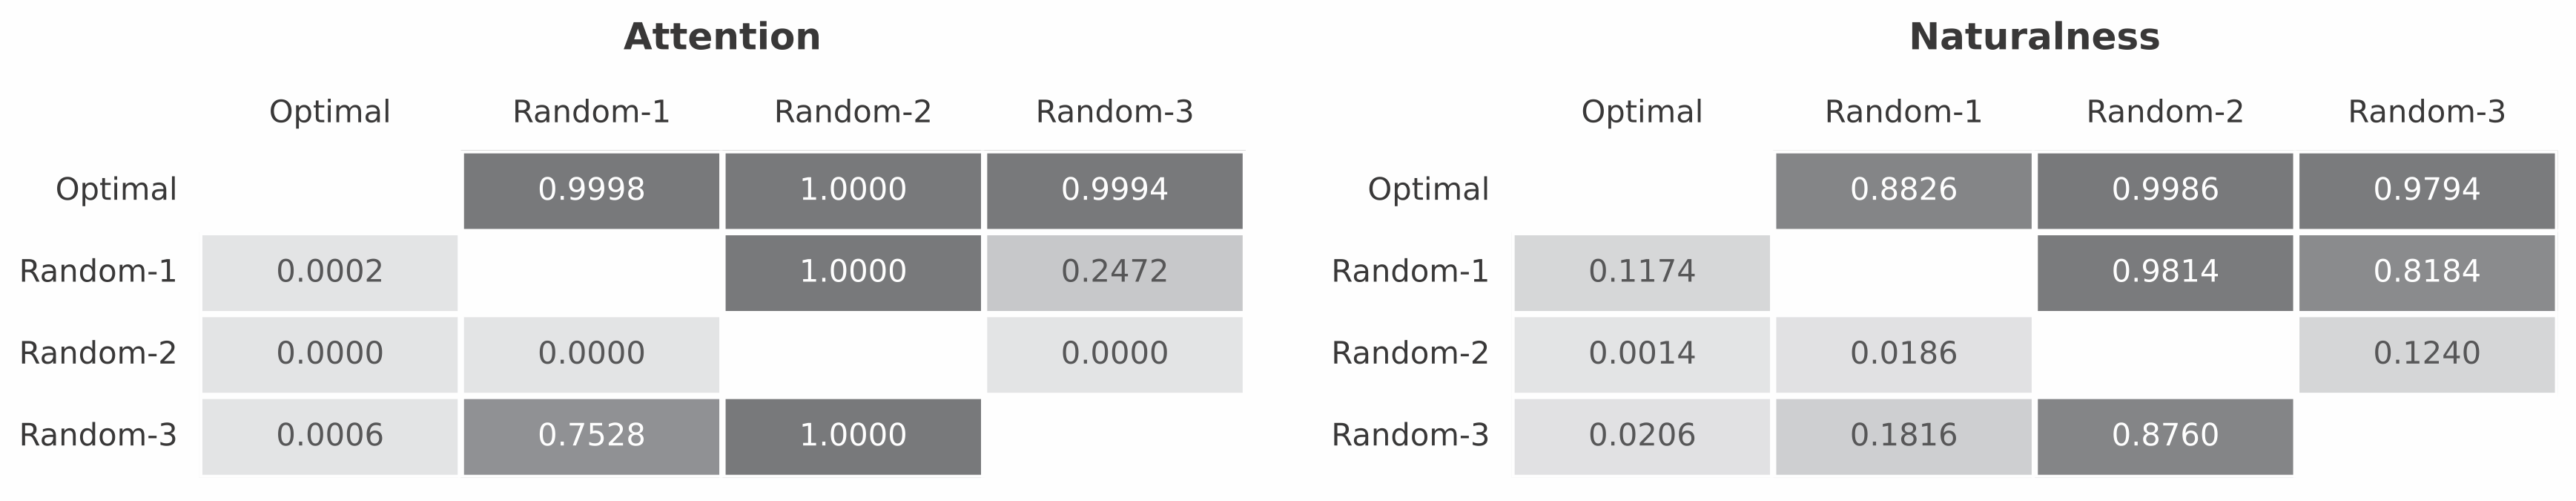 Attention
Optimal Random-1 Random-2 Random-3
Optimal 0.9998 1.0000 0.9994
Random-1 0.0002 1.0000 0.2472
Random-2 0.0000 0.0000 0.0000
Random-3 0.0006 0.7528 1.0000
Naturalness
Optimal Random-1 Random-2 Random-3
Optimal 0.8826 0.9986 0.9794
Random-1 0.1174 0.9814 0.8184
Random-2 0.0014 0.0186 0.1240
Random-3 0.0206 0.1816 0.8760